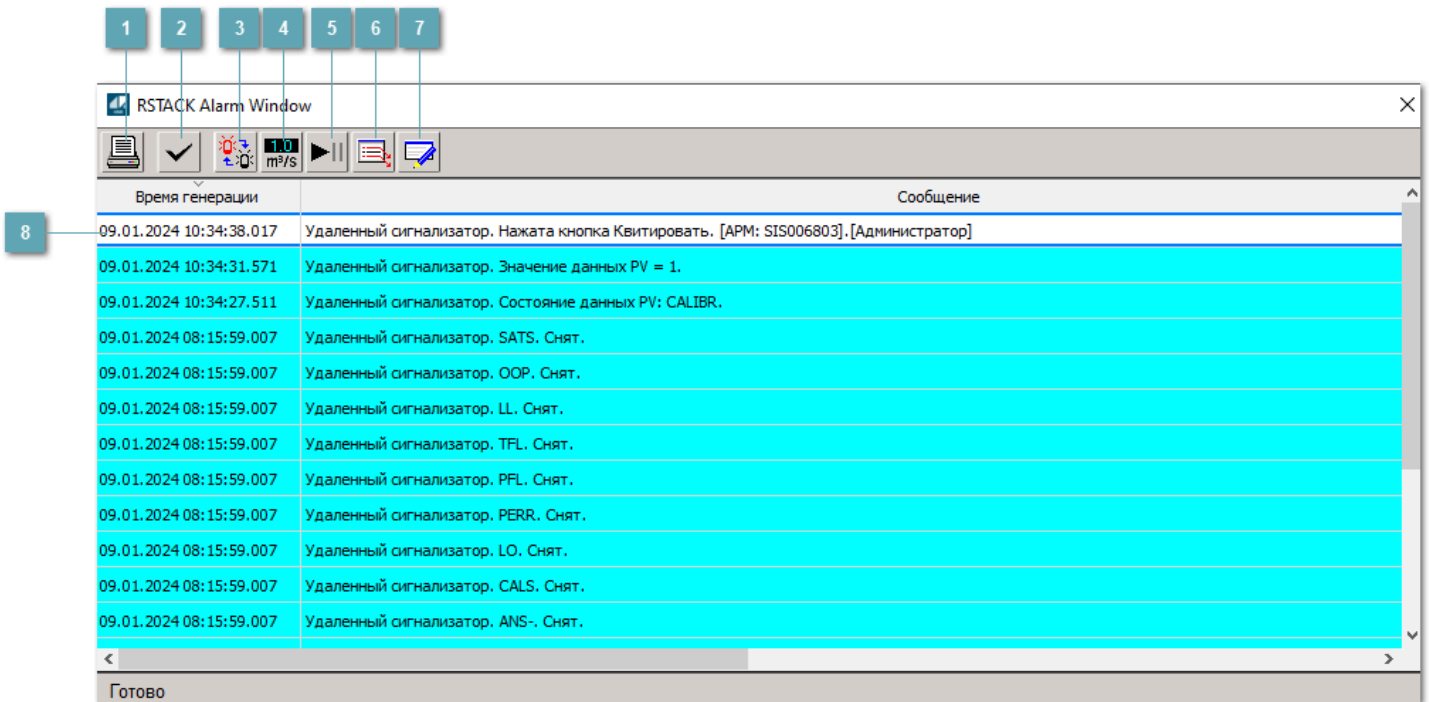 1 2 3 4 5 6 7
RSTACK Alarm Window
1.0
m³/s
Время генерации Сообщение
8
09.01.2024 10:34:38.017 Удаленный сигнализатор. Нажата кнопка Квитировать. [АРМ: SIS006803].[Администратор]
09.01.2024 10:34:31.571 Удаленный сигнализатор. Значение данных PV = 1.
09.01.2024 10:34:27.511 Удаленный сигнализатор. Состояние данных PV: CALIBR.
09.01.2024 08:15:59.007 Удаленный сигнализатор. SATS. Снят.
09.01.2024 08:15:59.007 Удаленный сигнализатор. OOP. Снят.
09.01.2024 08:15:59.007 Удаленный сигнализатор. LL. Снят.
09.01.2024 08:15:59.007 Удаленный сигнализатор. TFL. Снят.
09.01.2024 08:15:59.007 Удаленный сигнализатор. PFL. Снят.
09.01.2024 08:15:59.007 Удаленный сигнализатор. PERR. Снят.
09.01.2024 08:15:59.007 Удаленный сигнализатор. LO. Снят.
09.01.2024 08:15:59.007 Удаленный сигнализатор. CALS. Снят.
09.01.2024 08:15:59.007 Удаленный сигнализатор. ANS-. Снят.
Готово